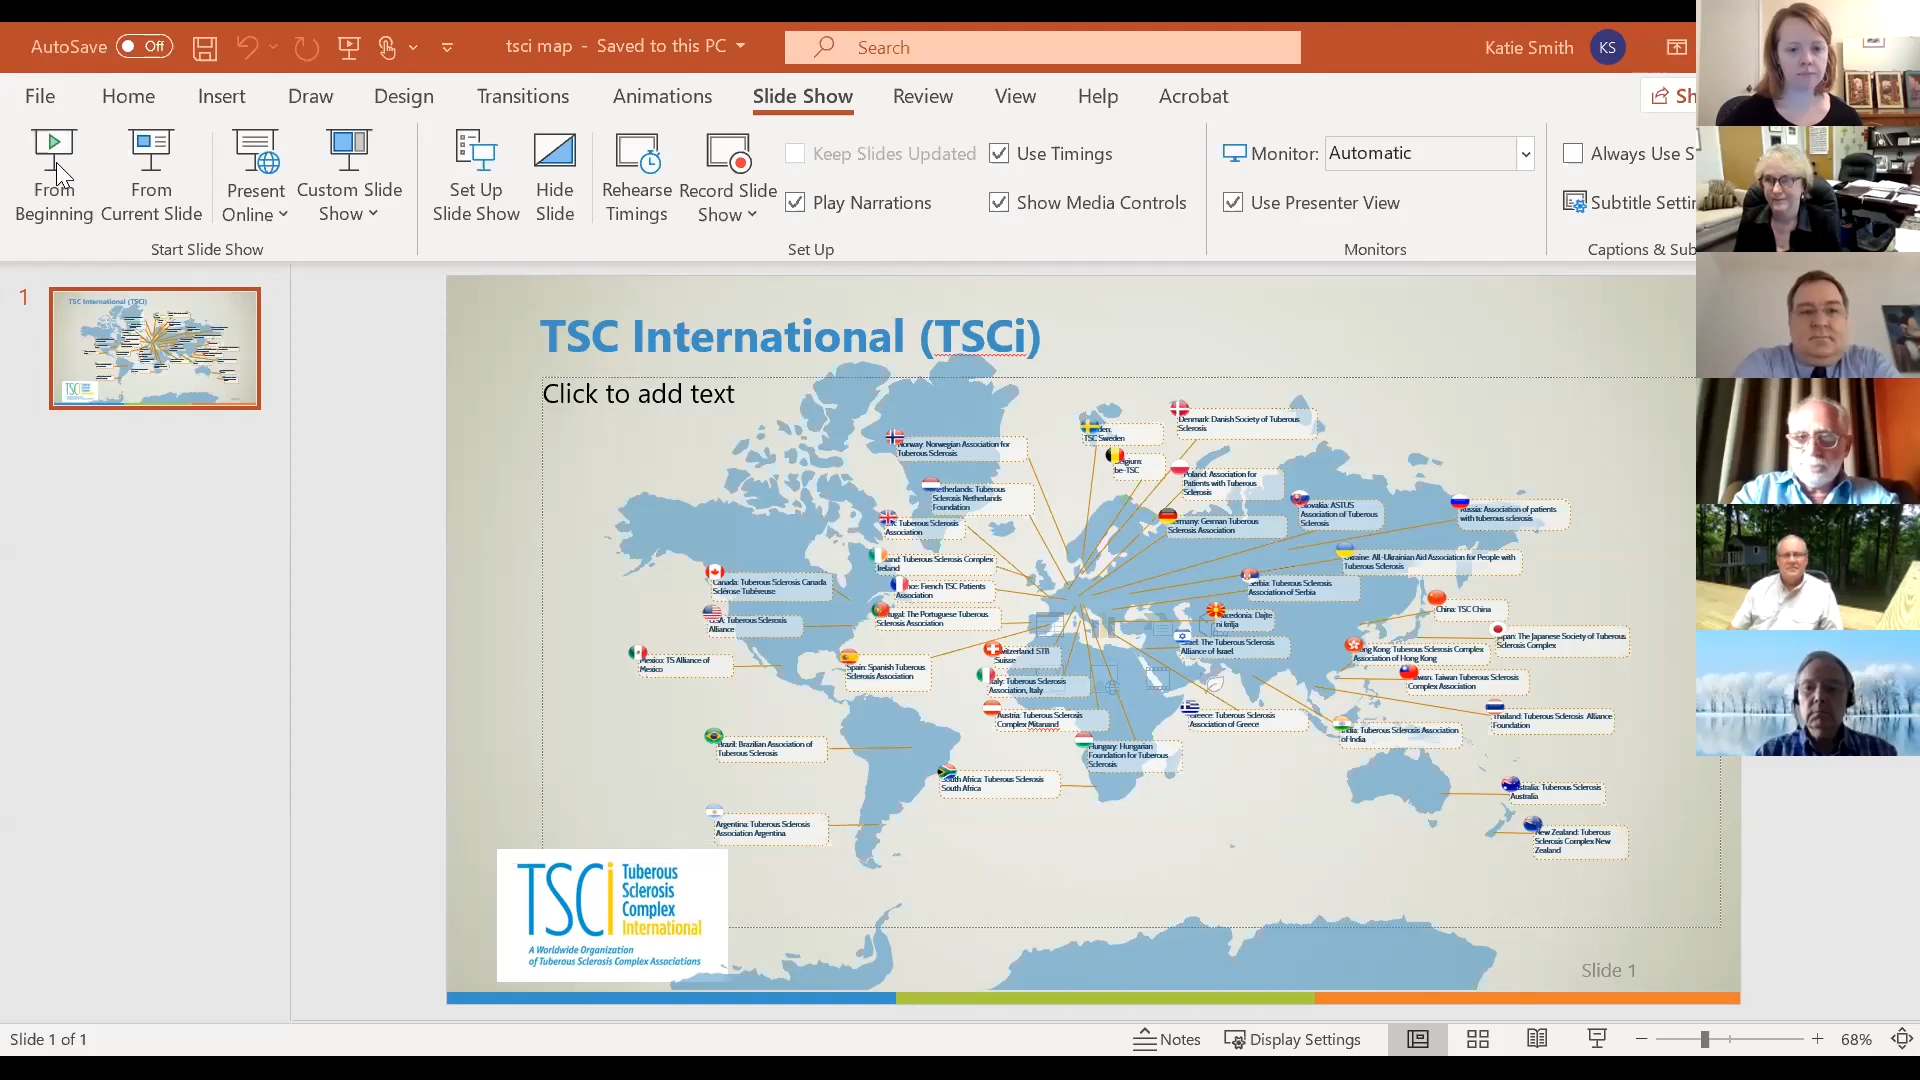 AutoSave Off
tsci map - Saved to this PC
Search
Katie Smith KS
File Home Insert Draw Design Transitions Animations Slide Show Review View Help Acrobat
Sh
From
Beginning
From
Current Slide
Present
Online
Custom Slide
Show
Start Slide Show
Set Up
Slide Show
Hide
Slide
Rehearse
Timings
Record Slide
Show
Keep Slides Updated
Play Narrations
Use Timings
Show Media Controls
Set Up
Monitor: Automatic
Use Presenter View
Monitors
Always Use S
Subtitle Settin
Captions & Sub
1
TSC International (TSCi)
Click to add text
Denmark: Danish Society of Tuberous
Sclerosis
TSC Sweden
Norway: Norwegian Association for
Tuberous Sclerosis
be-TSC
Poland: Association for
Patients with Tuberous
Sclerosis
Netherlands: Tuberous
Sclerosis Netherlands
Foundation
Slovakia: ASTUS
Association of Tuberous
Sclerosis
Russia: Association of patients
with tuberous sclerosis
Tuberous Sclerosis
Association
Germany: German Tuberous
Sclerosis Association
Tuberous Sclerosis Complex
Ireland
Ukraine: All-Ukrainian Aid Association for People with
Tuberous Sclerosis
Canada: Tuberous Sclerosis Canada
Sclérose Tubéreuse
French TSC Patients
Association
Serbia: Tuberous Sclerosis
Association of Serbia
USA: Tuberous Sclerosis
Alliance
The Portuguese Tuberous
Sclerosis Association
Macedonia: Dajte
ni krilja
China: TSC China
Japan: The Japanese Society of Tuberous
Sclerosis Complex
Israel: The Tuberous Sclerosis
Alliance of Israel
Hong Kong: Tuberous Sclerosis Complex
Association of Hong Kong
Mexico: TS Alliance of
Mexico
Spain: Spanish Tuberous
Sclerosis Association
Switzerland: STB
Suisse
Italy: Tuberous Sclerosis
Association, Italy
Taiwan: Taiwan Tuberous Sclerosis
Complex Association
Austria: Tuberous Sclerosis
Complex Mitanand
Greece: Tuberous Sclerosis
Association of Greece
India: Tuberous Sclerosis Association
of India
Thailand: Tuberous Sclerosis Alliance
Foundation
Brazil: Brazilian Association of
Tuberous Sclerosis
Hungary: Hungarian
Foundation for Tuberous
Sclerosis
South Africa: Tuberous Sclerosis
South Africa
Australia: Tuberous Sclerosis
Australia
Argentina: Tuberous Sclerosis
Association Argentina
New Zealand: Tuberous
Sclerosis Complex New
Zealand
TSCi
Tuberous
Sclerosis
Complex
International
A Worldwide Organization
of Tuberous Sclerosis Complex Associations
Slide 1
Slide 1 of 1
Notes
Display Settings
68%